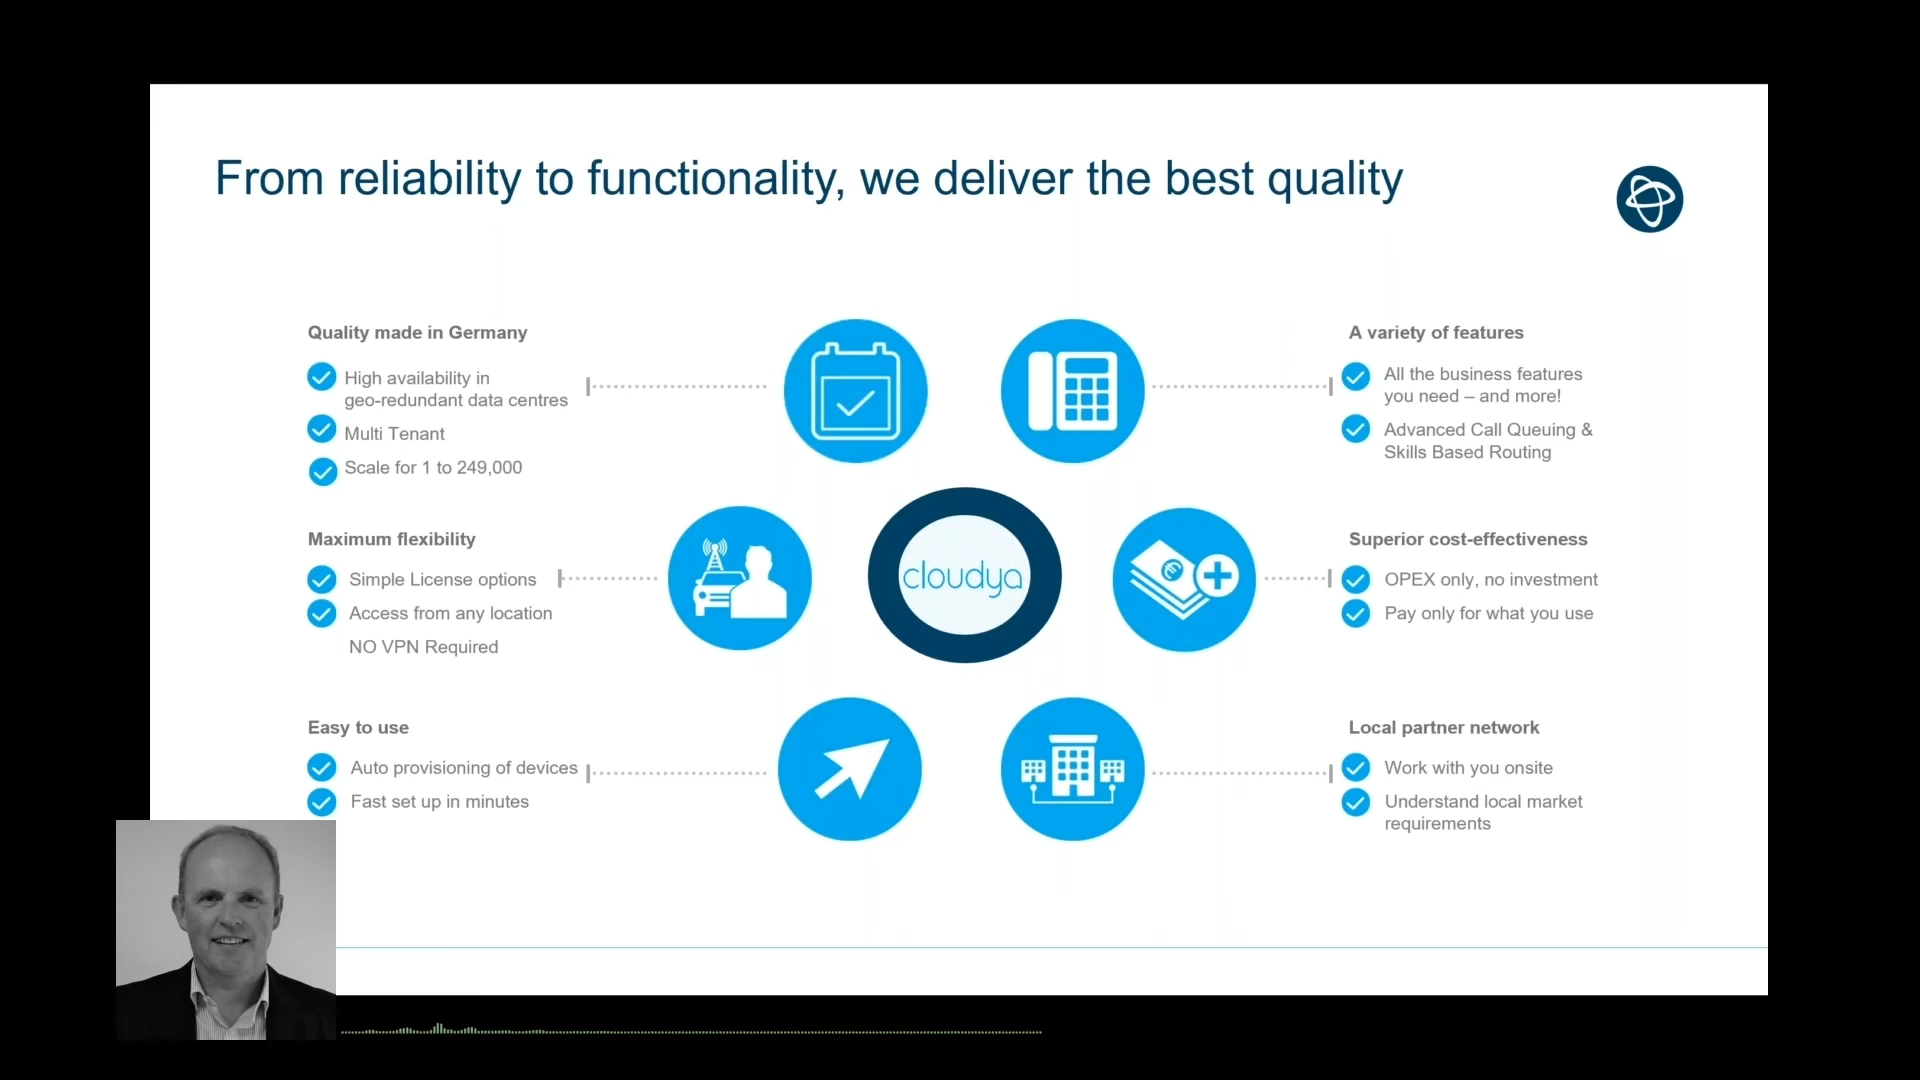 From reliability to functionality, we deliver the best quality
Quality made in Germany
High availability in
geo-redundant data centres
Multi Tenant
Scale for 1 to 249,000
Maximum flexibility
Simple License options
Access from any location
NO VPN Required
Easy to use
Auto provisioning of devices
Fast set up in minutes
cloudya
A variety of features
All the business features
you need – and more!
Advanced Call Queuing &
Skills Based Routing
Superior cost-effectiveness
OPEX only, no investment
Pay only for what you use
Local partner network
Work with you onsite
Understand local market
requirements